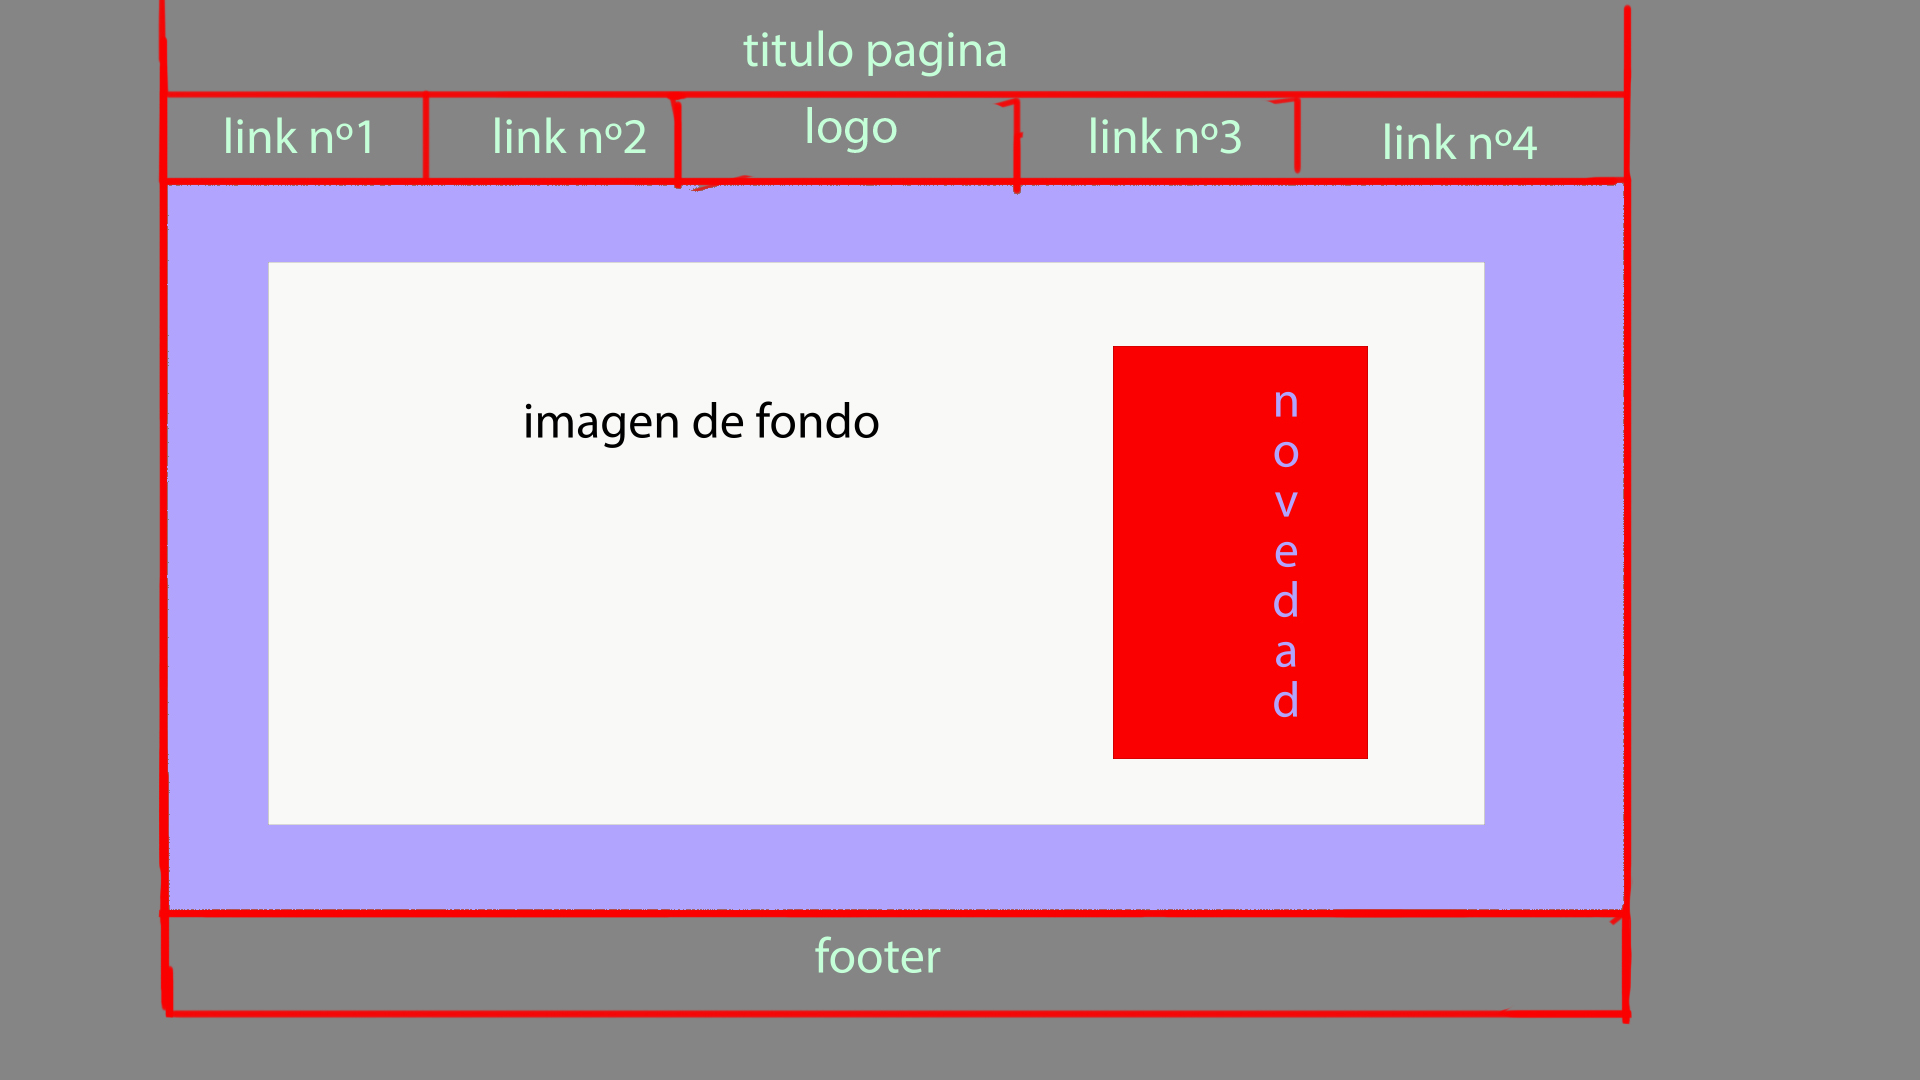 titulo pagina
link nº1
link nº2
logo
link nº3
link nº4
imagen de fondo
n
o
v
e
d
a
d
footer